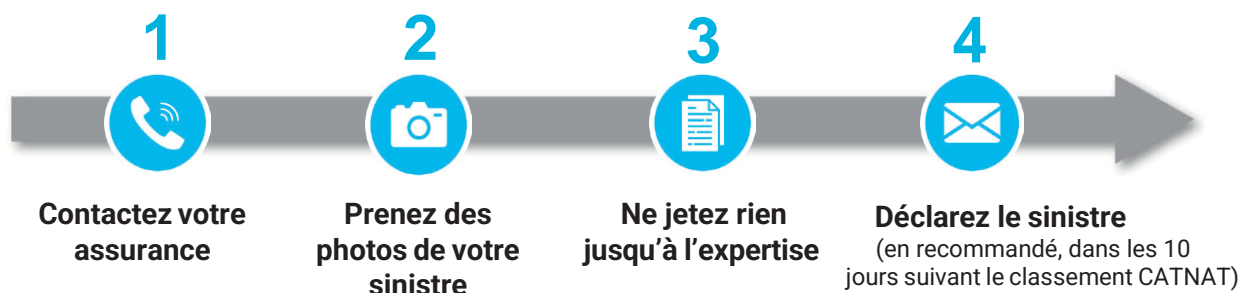 1
2
3
4
Contactez votre
assurance
Prenez des
photos de votre
sinistre
Ne jetez rien
jusqu’à l’expertise
Déclarez le sinistre
(en recommandé, dans les 10
jours suivant le classement CATNAT)